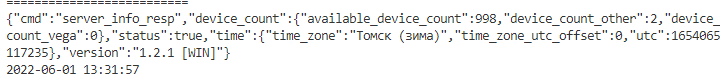 ===========================
{"cmd":"server_info_resp","device_count":{"available_device_count":998,"device_count_other":2,"device_
count_vega":0},"status":true,"time":{"time_zone":"Томск (зима)","time_zone_utc_offset":0,"utc":1654065
117235},"version":"1.2.1 [WIN]"}
2022-06-01 13:31:57